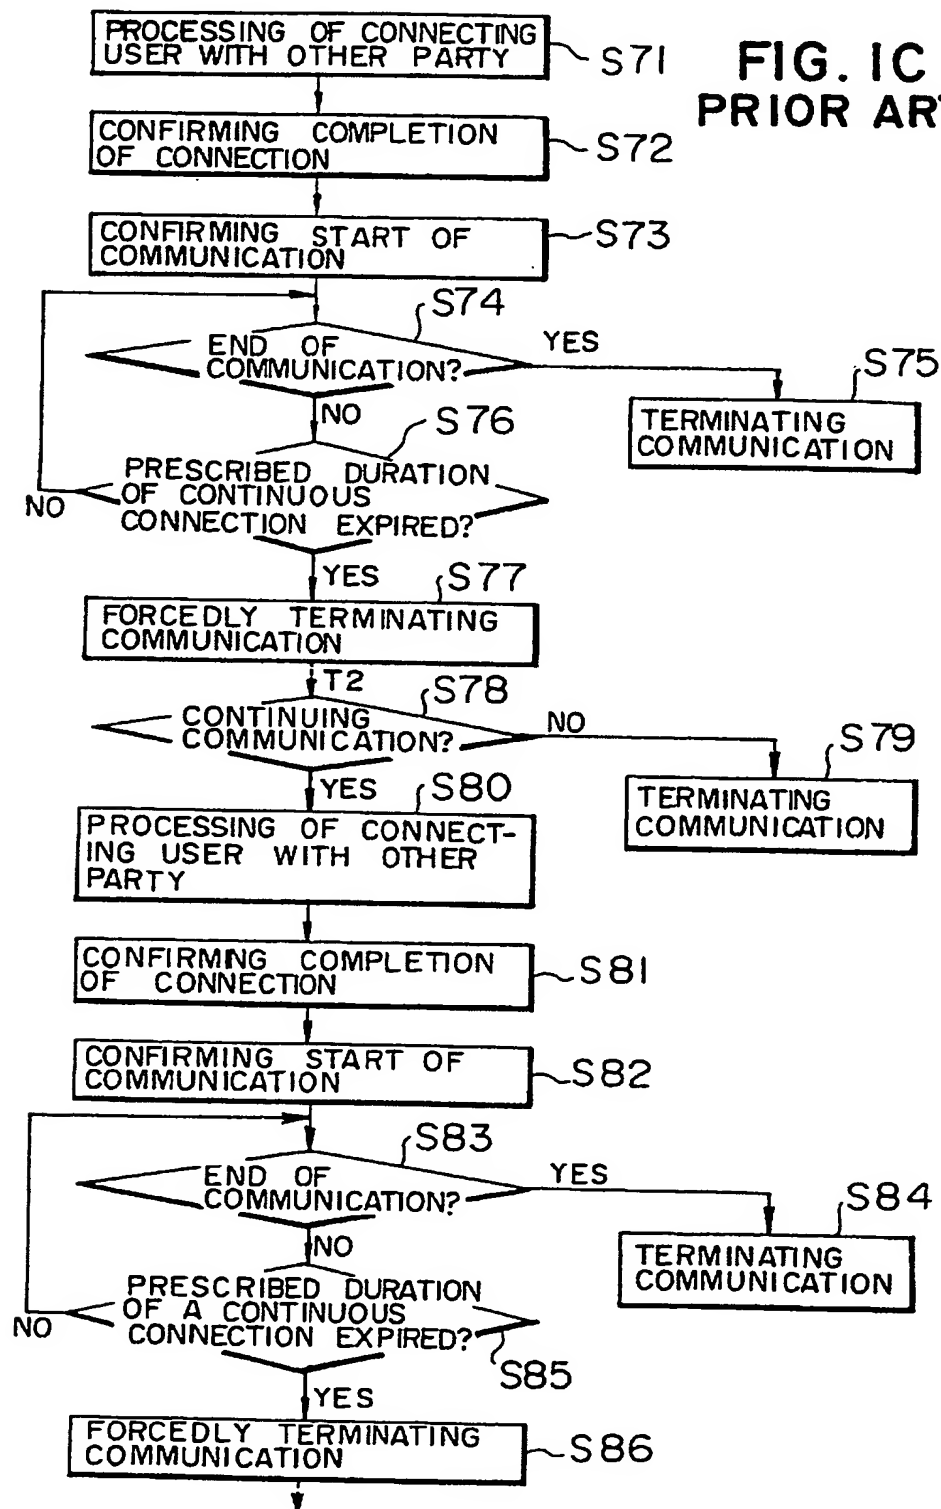 PROCESSING OF CONNECTING
USER WITH OTHER PARTY
S71
FIG. 1C
PRIOR ART
CONFIRMING COMPLETION
OF CONNECTION
S72
CONFIRMING START OF
COMMUNICATION
S73
S74
END OF
COMMUNICATION?
YES
S75
TERMINATING
COMMUNICATION
NO
S76
PRESCRIBED DURATION
OF CONTINUOUS
CONNECTION EXPIRED?
NO
YES
S77
FORCEDLY TERMINATING
COMMUNICATION
T2
S78
CONTINUING
COMMUNICATION?
NO
S79
TERMINATING
COMMUNICATION
YES
S80
PROCESSING OF CONNECT-
ING USER WITH OTHER
PARTY
CONFIRMING COMPLETION
OF CONNECTION
S81
CONFIRMING START OF
COMMUNICATION
S82
S83
END OF
COMMUNICATION?
YES
S84
TERMINATING
COMMUNICATION
NO
PRESCRIBED DURATION
OF A CONTINUOUS
CONNECTION EXPIRED?
NO
S85
YES
FORCEDLY TERMINATING
COMMUNICATION
S86